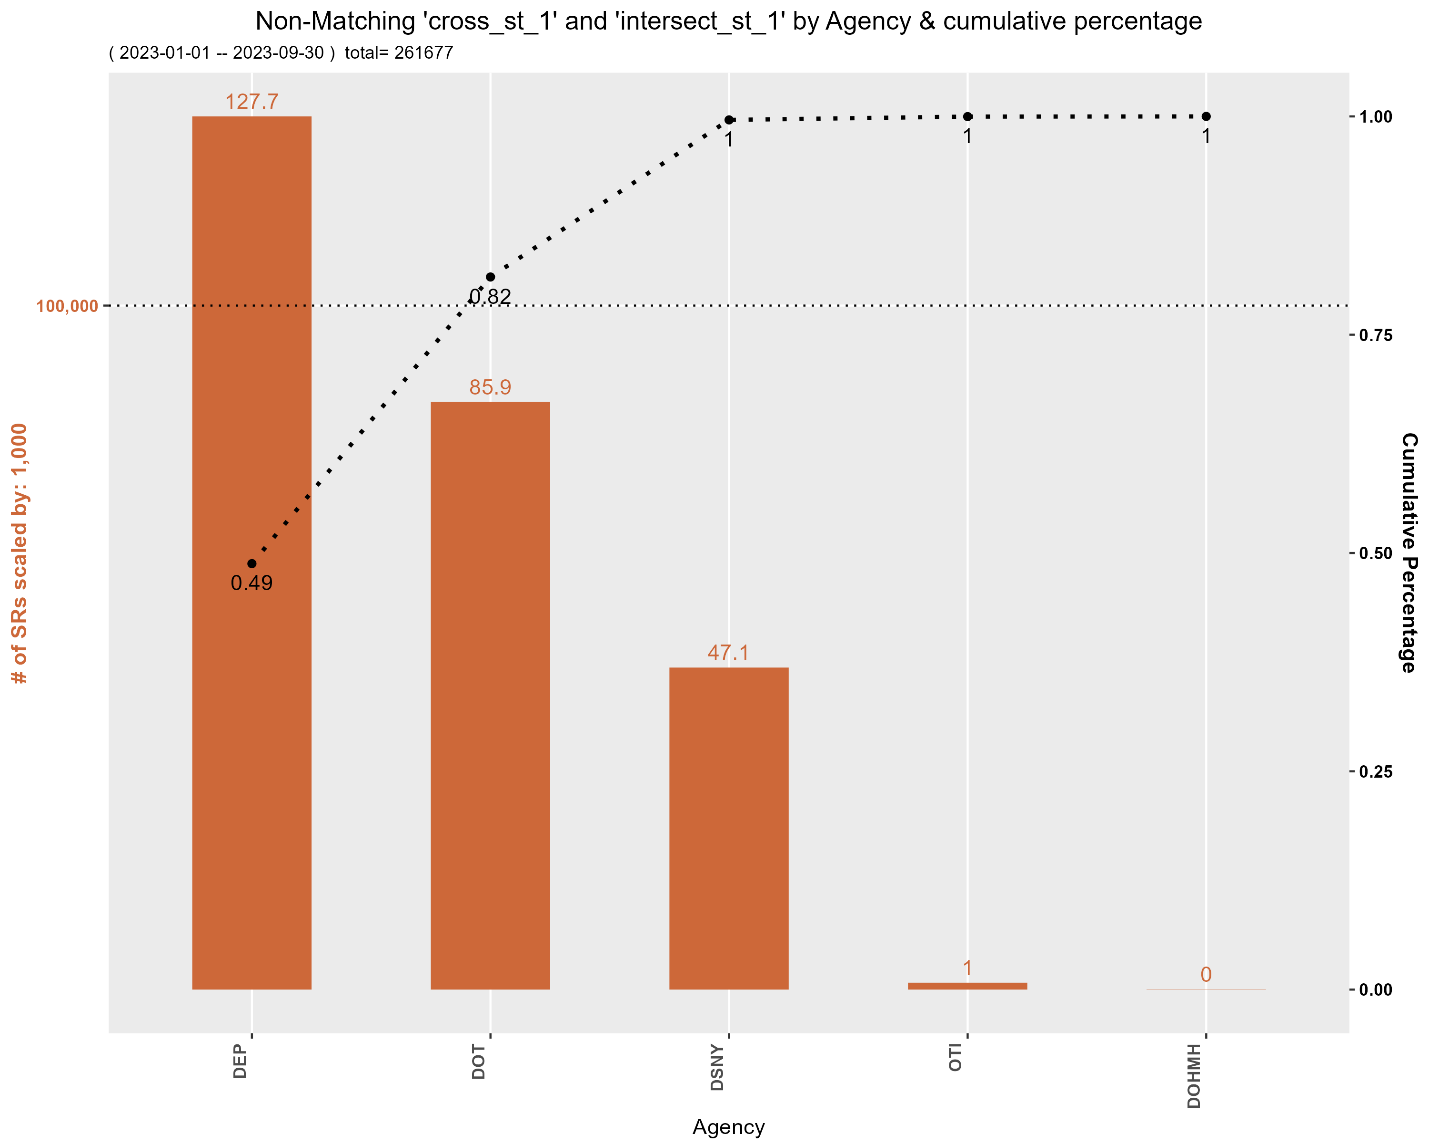 Non-Matching 'cross_st_1' and 'intersect_st_1' by Agency & cumulative percentage
( 2023-01-01 -- 2023-09-30 )  total= 261677
127.7
1.00
1
1
1
0.82
100,000
0.75
85.9
# of SRs scaled by: 1,000
Cumulative Percentage
0.50
0.49
47.1
0.25
1
0
0.00
DEP
DOT
DSNY
OTI
DOHMH
Agency